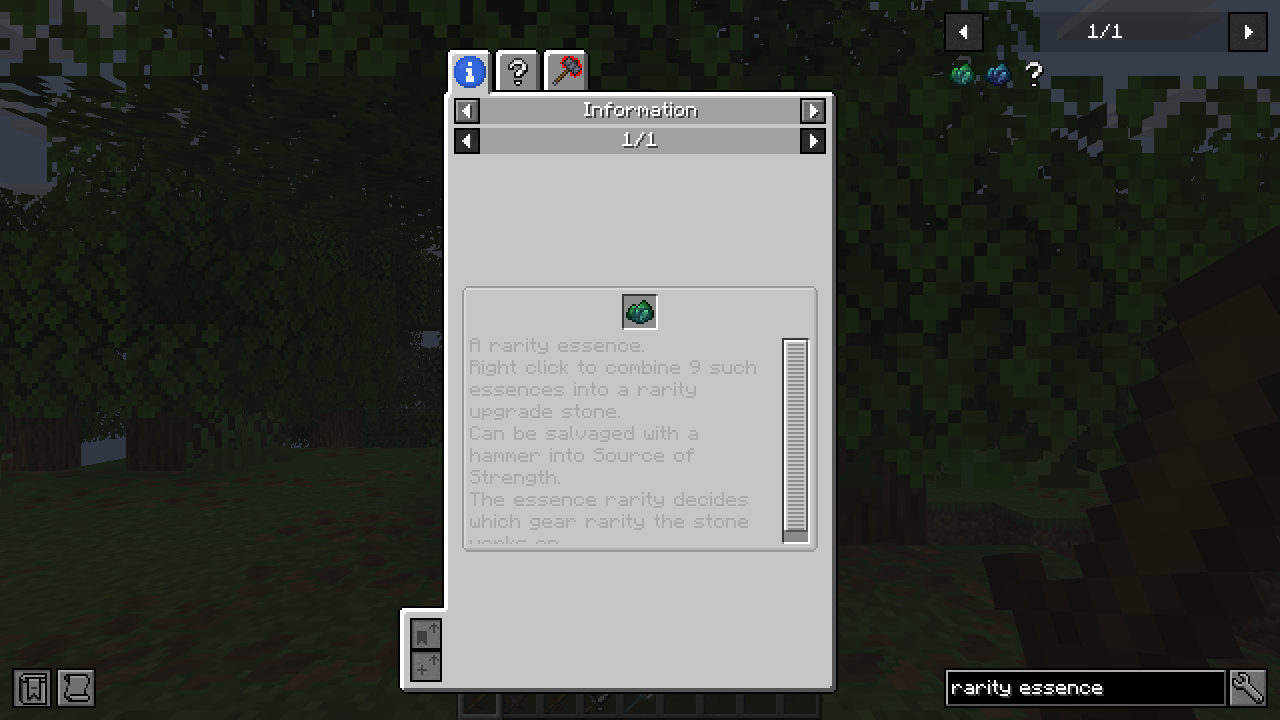 1/1
Information
1/1
A rarity essence.
Right click to combine 9 such
essences into a rarity
upgrade stone.
Can be salvaged with a
hammer into Source of
Strength.
The essence rarity decides
which gear rarity the stone
works on.
rarity essence